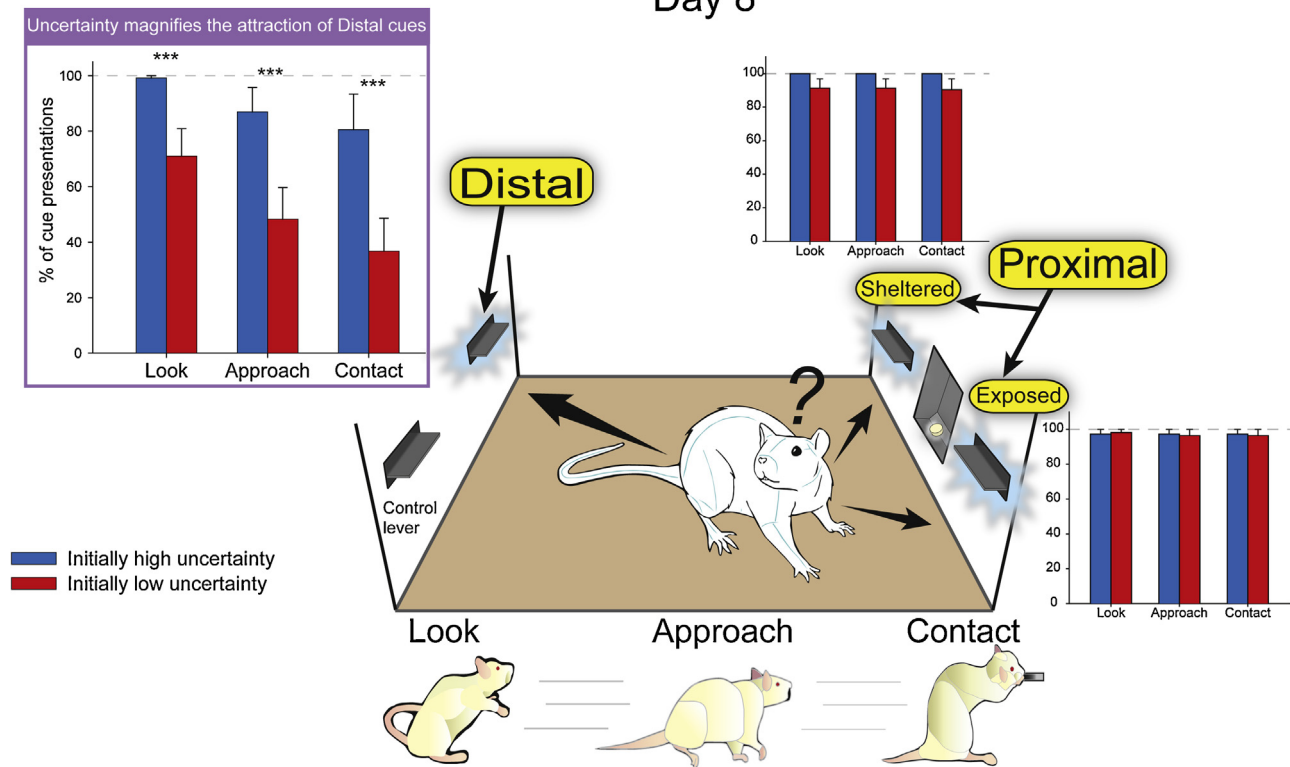 Day 8
Uncertainty magnifies the attraction of Distal cues
% of cue presentations
100
80
60
40
20
0
***
***
***
Look
Approach
Contact
100
80
60
40
20
0
Look
Approach
Contact
Distal
Proximal
Sheltered
Exposed
?
100
80
60
40
20
0
Look
Approach
Contact
Control
lever
Initially high uncertainty
Initially low uncertainty
Look
Approach
Contact